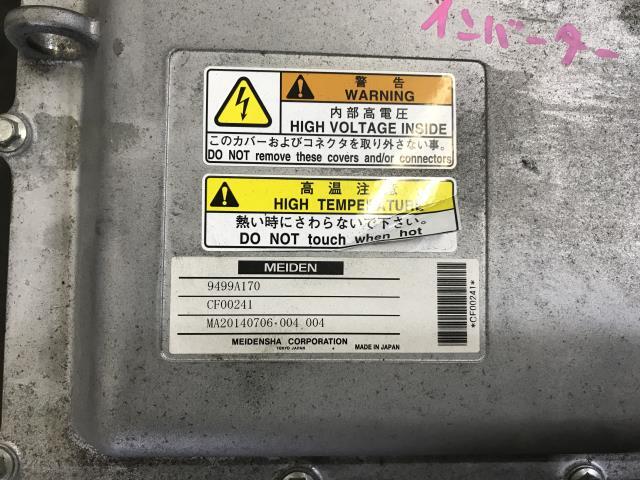 インバーター
警告
WARNING
内部高電圧
HIGH VOLTAGE INSIDE
このカバーおよびコネクタを取り外さない事。
DO NOT remove these covers and/or connectors
高温注意
HIGH TEMPERATURE
熱い時にさわらないで下さい。
DO NOT touch when hot
MEIDEN
9499A170
CF00241
MA20140706-004 004
MEIDENSHA CORPORATION
TOKYO JAPAN
MADE IN JAPAN
*CF00241*